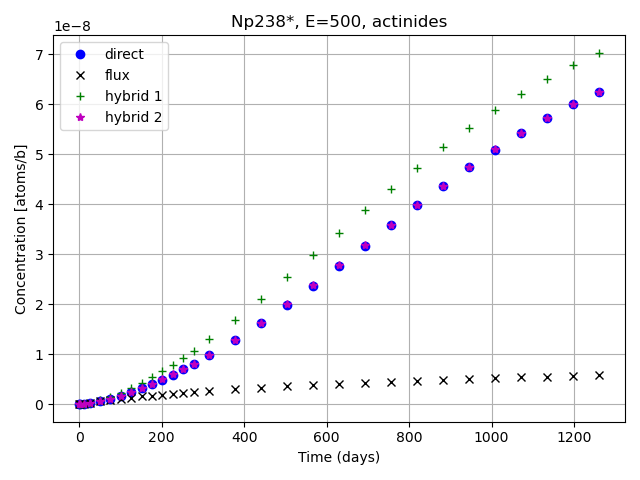 Np238*, E=500, actinides
1e−8
7
6
5
4
3
2
1
0
Concentration [atoms/b]
direct
flux
hybrid 1
hybrid 2
0 200 400 600 800 1000 1200
Time (days)